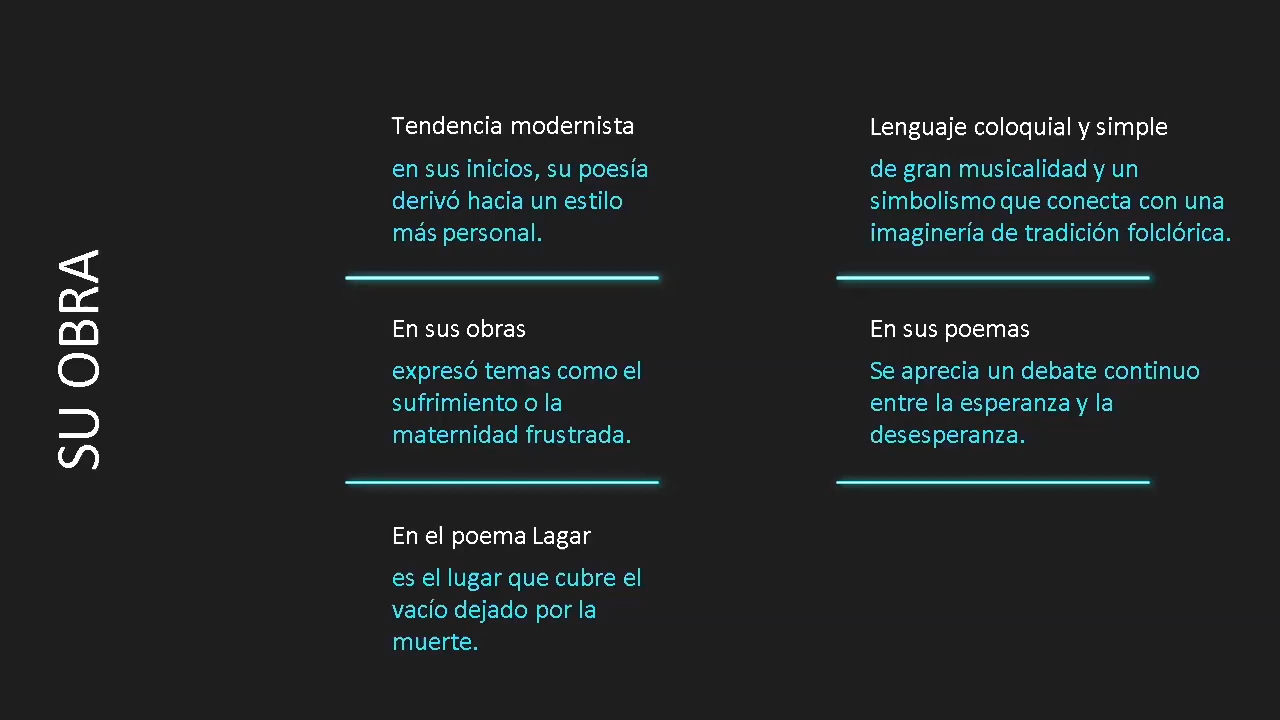 SU OBRA
Tendencia modernista
en sus inicios, su poesía
derivó hacia un estilo
más personal.
Lenguaje coloquial y simple
de gran musicalidad y un
simbolismo que conecta con una
imaginería de tradición folclórica.
En sus obras
expresó temas como el
sufrimiento o la
maternidad frustrada.
En sus poemas
Se aprecia un debate continuo
entre la esperanza y la
desesperanza.
En el poema Lagar
es el lugar que cubre el
vacío dejado por la
muerte.